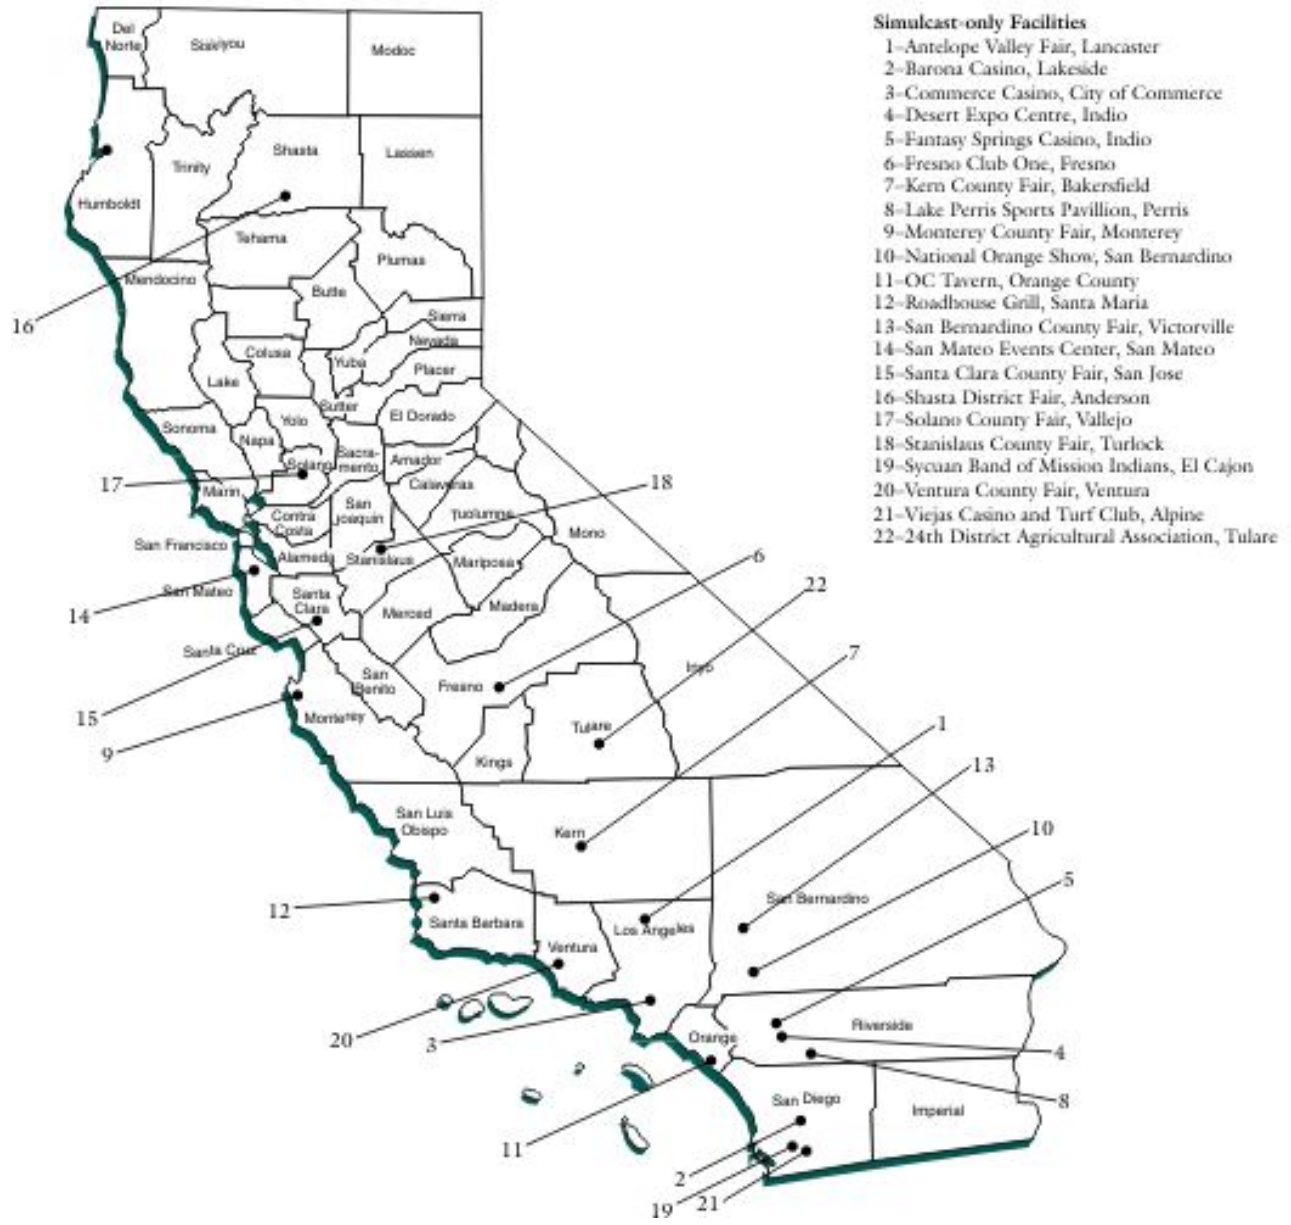 Simulcast-only Facilities
1–Antelope Valley Fair, Lancaster
2–Barona Casino, Lakeside
3–Commerce Casino, City of Commerce
4–Desert Expo Centre, Indio
5–Fantasy Springs Casino, Indio
6–Fresno Club One, Fresno
7–Kern County Fair, Bakersfield
8–Lake Perris Sports Pavillion, Perris
9–Monterey County Fair, Monterey
10–National Orange Show, San Bernardino
11–OC Tavern, Orange County
12–Roadhouse Grill, Santa Maria
13–San Bernardino County Fair, Victorville
14–San Mateo Events Center, San Mateo
15–Santa Clara County Fair, San Jose
16–Shasta District Fair, Anderson
17–Solano County Fair, Vallejo
18–Stanislaus County Fair, Turlock
19–Sycuan Band of Mission Indians, El Cajon
20–Ventura County Fair, Ventura
21–Viejas Casino and Turf Club, Alpine
22–24th District Agricultural Association, Tulare
Del
Norte
Siskiyou
Modoc
Shasta
Lassen
Trinity
Humboldt
Tehama
Plumas
Mendocino
Butte
16
Sierra
Nevada
Colusa
Yuba
Placer
Lake
Sutter
El Dorado
Yolo
Sonoma
Napa
Sacra-
mento
Amador
Solano
17
Calaveras
18
Marin
San
Joaquin
Contra
Costa
Tuolumne
Mono
San Francisco
Alameda
Stanislaus
Mariposa
6
22
San Mateo
14
Santa
Clara
Merced
Madera
Santa Cruz
7
Inyo
San
Benito
Fresno
15
Monterey
9
Tulare
1
Kings
13
San Luis
Obispo
Kern
10
5
San Bernardino
12
Santa Barbara
Los Angeles
Ventura
Riverside
20
3
Orange
4
8
San Diego
Imperial
11
2
19
21